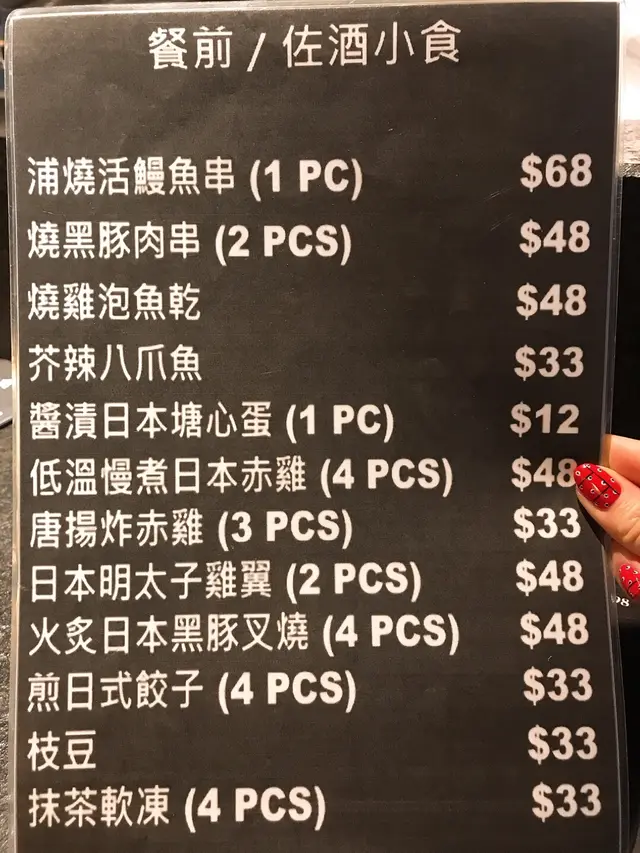 餐前 / 佐酒小食
浦燒活鰻魚串 (1 PC) $68
燒黑豚肉串 (2 PCS) $48
燒雞泡魚乾 $48
芥辣八爪魚 $33
醬漬日本塘心蛋 (1 PC) $12
低溫慢煮日本赤雞 (4 PCS) $48
唐揚炸赤雞 (3 PCS) $33
日本明太子雞翼 (2 PCS) $48
火炙日本黑豚叉燒 (4 PCS) $48
煎日式餃子 (4 PCS) $33
枝豆 $33
抹茶軟凍 (4 PCS) $33